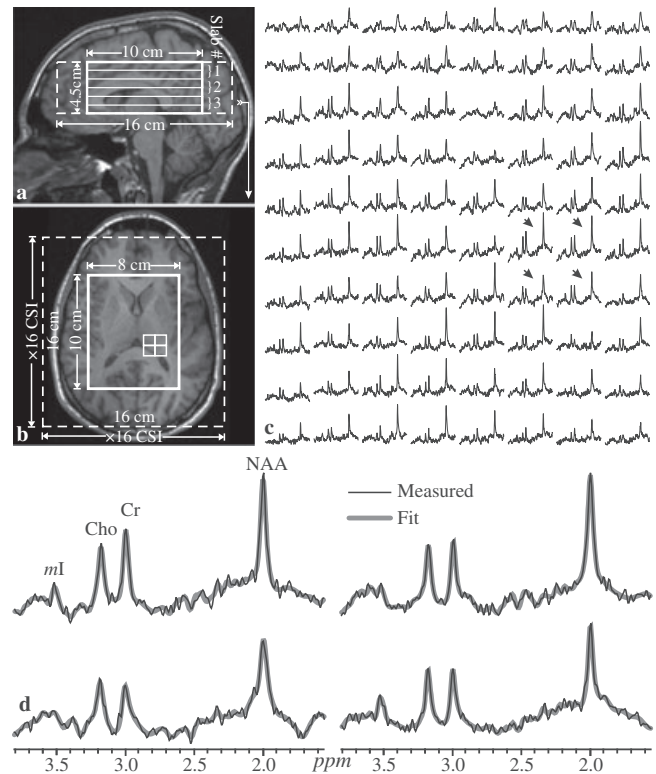 10 cm
Slab #
}1
}2
}3
4.5cm
16 cm
a
8 cm
10 cm
×16 CSI
16 cm
16 cm
×16 CSI
b
c
NAA
Cr
Cho
mI
Measured
Fit
d
3.5 3.0 2.5 2.0 ppm 3.5 3.0 2.5 2.0